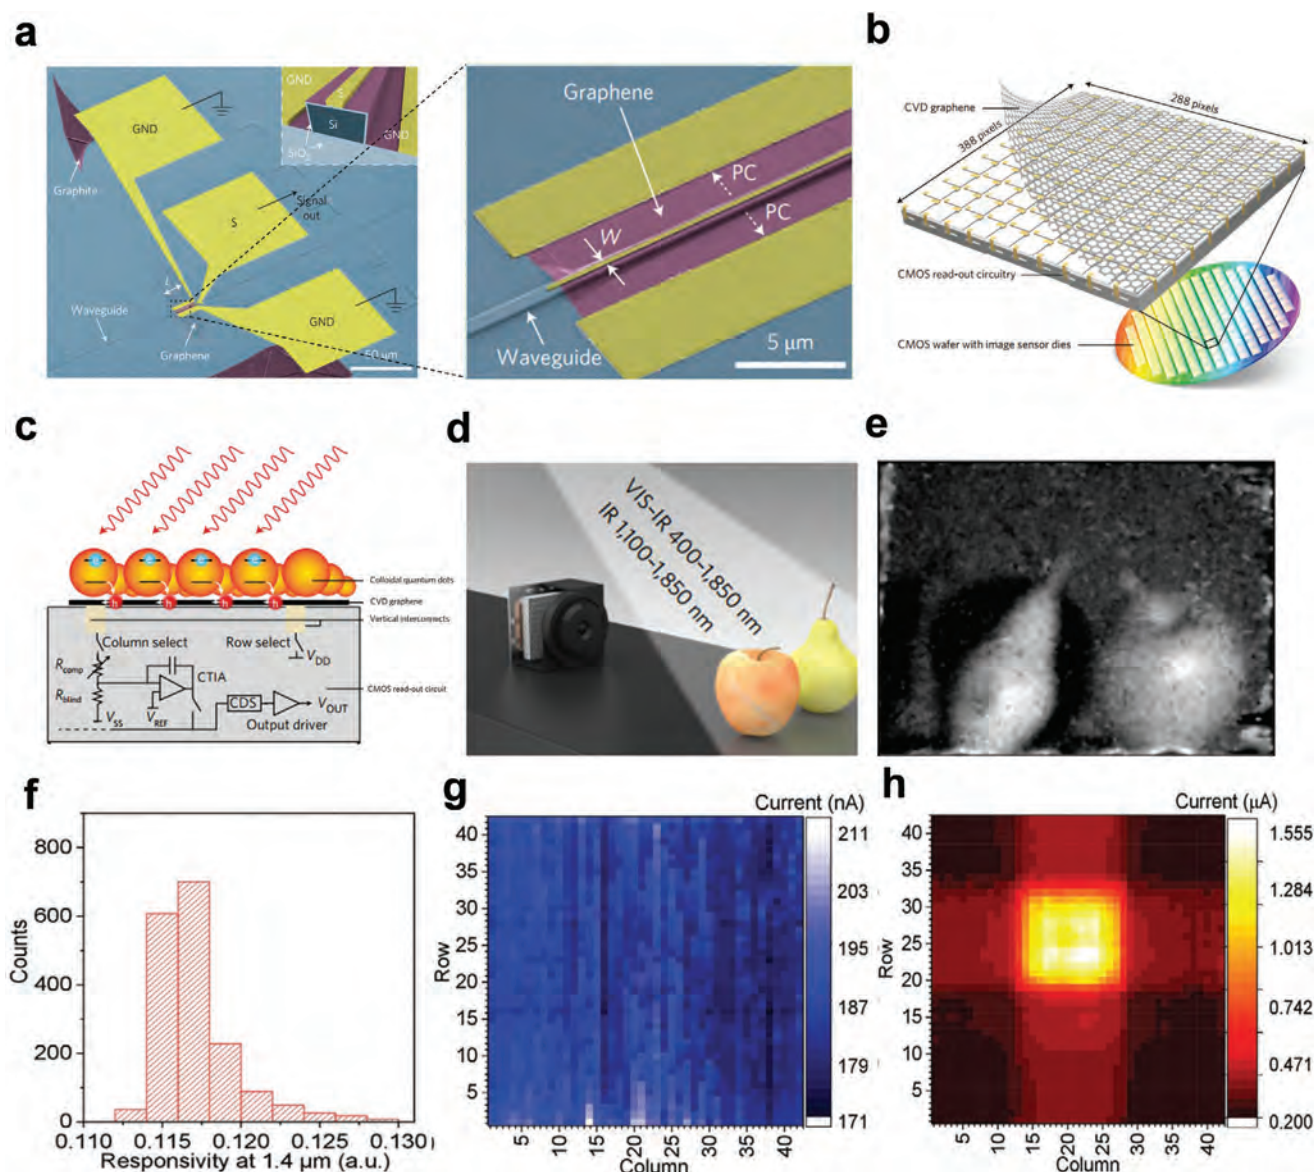 a
GND
GND
S
Si
GND
SiO2
Graphite
Signal
out
S
L
Waveguide
GND
Graphene
50 μm
Graphene
PC
PC
W
Waveguide
5 μm
b
CVD graphene
288 pixels
388 pixels
CMOS read-out circuitry
CMOS wafer with image sensor dies
c
Colloidal quantum dots
h
h
h
h
CVD graphene
Vertical interconnects
Column select
Row select
Rcomp
VDD
CTIA
CMOS read-out circuit
Rblind
VSS
VREF
CDS
VOUT
Output driver
d
VIS–IR 400–1,850 nm
IR 1,100–1,850 nm
e
f
Counts
800
600
400
200
0
0.110
0.115
0.120
0.125
0.130
Responsivity at 1.4 μm (a.u.)
g
Current (nA)
Row
40
35
30
25
20
15
10
5
211
203
195
187
179
171
5
10
15
20
25
30
35
40
Column
h
Current (μA)
Row
40
35
30
25
20
15
10
5
1.555
1.284
1.013
0.742
0.471
0.200
5
10
15
20
25
30
35
40
Column